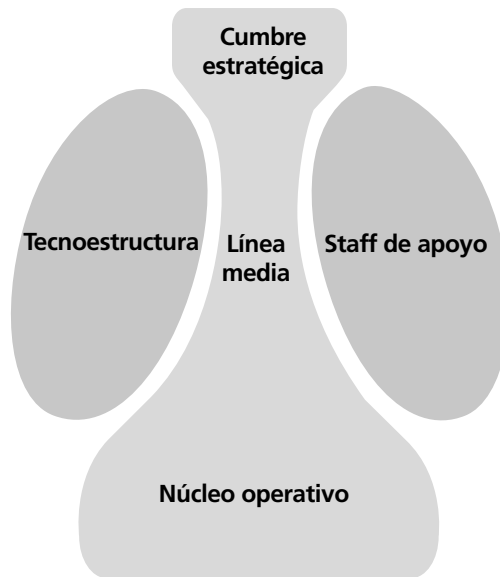 Cumbre
estratégica
Tecnoestructura
Línea
media
Staff de apoyo
Núcleo operativo